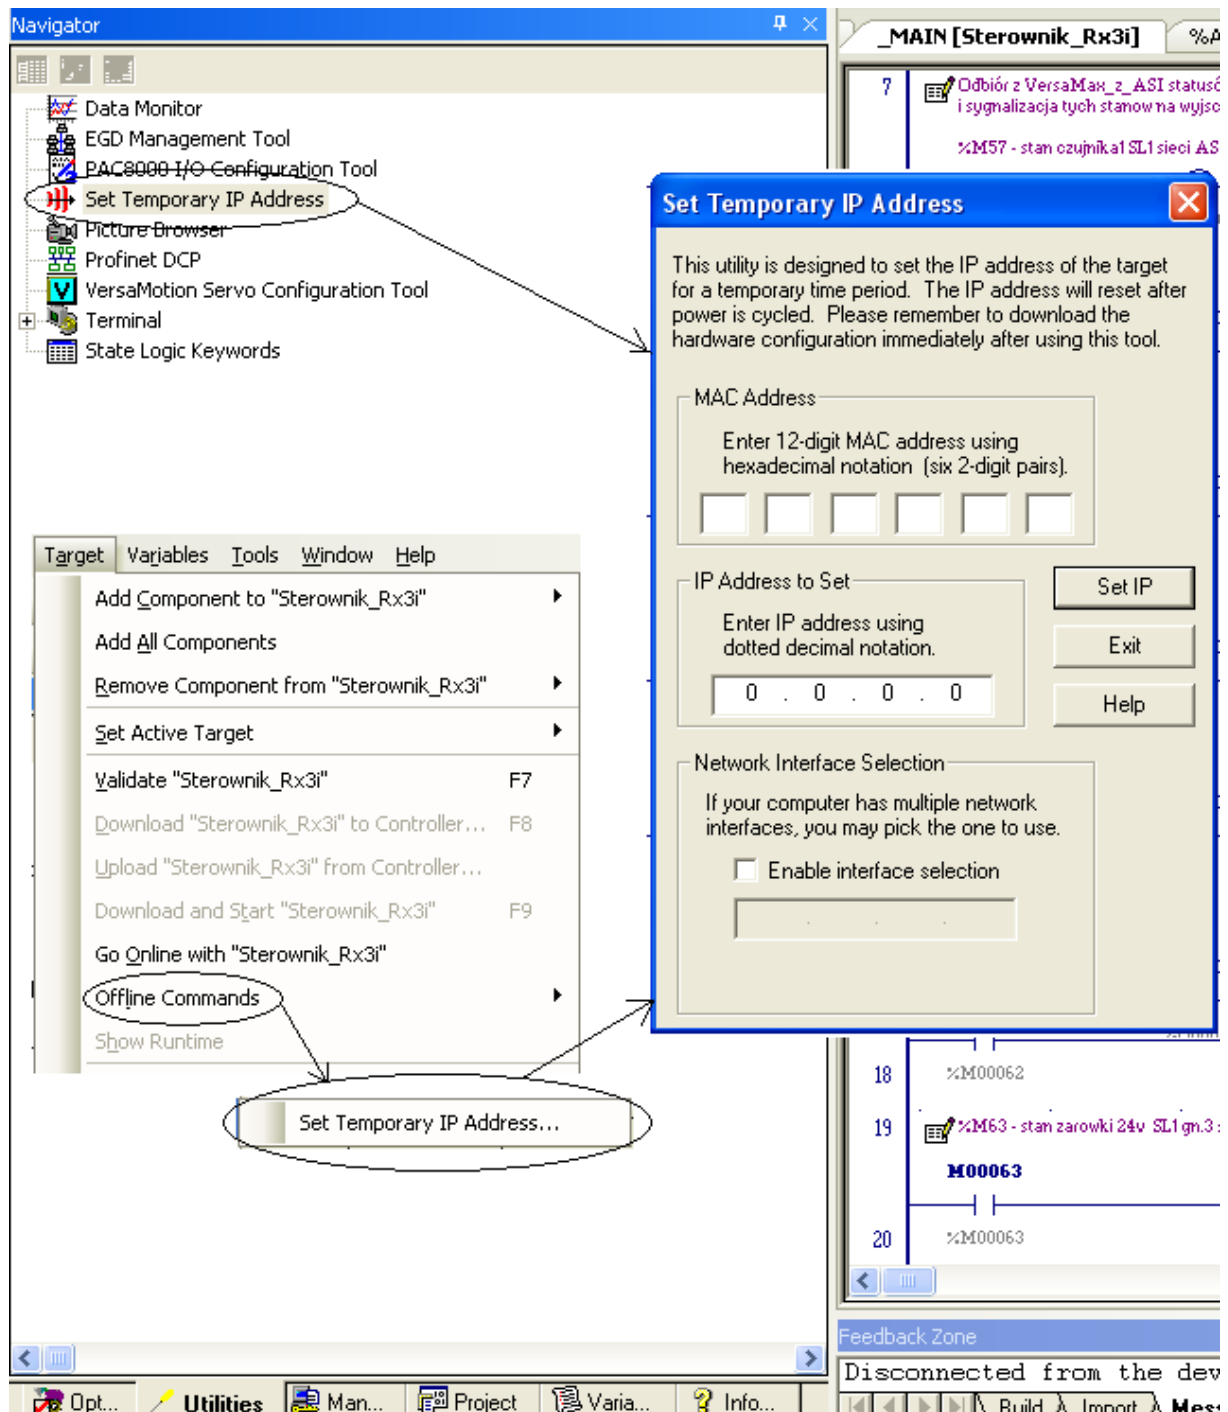 Navigator
Data Monitor
EGD Management Tool
PAC8000 I/O Configuration Tool
Set Temporary IP Address
Picture Browser
Profinet DCP
VersaMotion Servo Configuration Tool
Terminal
State Logic Keywords
Target Variables Tools Window Help
Add Component to "Sterownik_Rx3i"
Add All Components
Remove Component from "Sterownik_Rx3i"
Set Active Target
Validate "Sterownik_Rx3i" F7
Download "Sterownik_Rx3i" to Controller... F8
Upload "Sterownik_Rx3i" from Controller...
Download and Start "Sterownik_Rx3i" F9
Go Online with "Sterownik_Rx3i"
Offline Commands
Show Runtime
Set Temporary IP Address...
Opt... Utilities Man... Project Varia... Info...
_MAIN [Sterownik_Rx3i] %A
7 Odbiór z VersaMax_z_ASI
i sygnalizacja tych stanow na
%M57 - stan czujnika1 SL1 sieci AS
Set Temporary IP Address
This utility is designed to set the IP address of the target
for a temporary time period. The IP address will reset after
power is cycled. Please remember to download the
hardware configuration immediately after using this tool.
MAC Address
Enter 12-digit MAC address using
hexadecimal notation (six 2-digit pairs).
IP Address to Set
Enter IP address using
dotted decimal notation.
0 . 0 . 0 . 0
Set IP
Exit
Help
Network Interface Selection
If your computer has multiple network
interfaces, you may pick the one to use.
Enable interface selection
18 %M00062
19 %M63 - stan zarowki 24v SL1 gn.3
M00063
20 %M00063
Feedback Zone
Disconnected from the dev
Build Import Mess